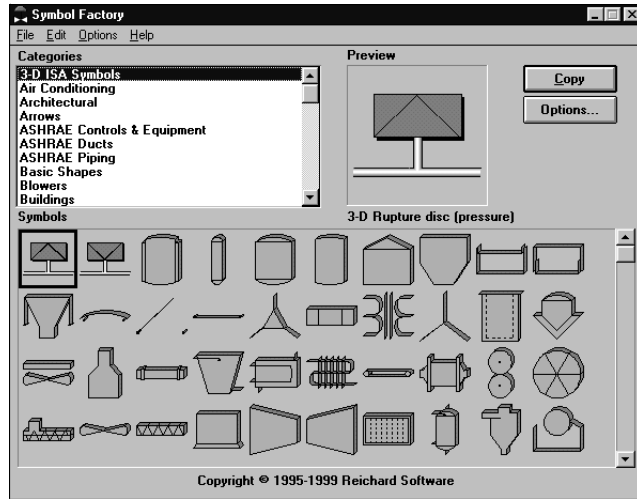 Symbol Factory
File Edit Options Help
Categories
3-D ISA Symbols
Air Conditioning
Architectural
Arrows
ASHRAE Controls & Equipment
ASHRAE Ducts
ASHRAE Piping
Basic Shapes
Blowers
Buildings
Preview
Copy
Options...
Symbols
3-D Rupture disc (pressure)
Copyright © 1995-1999 Reichard Software